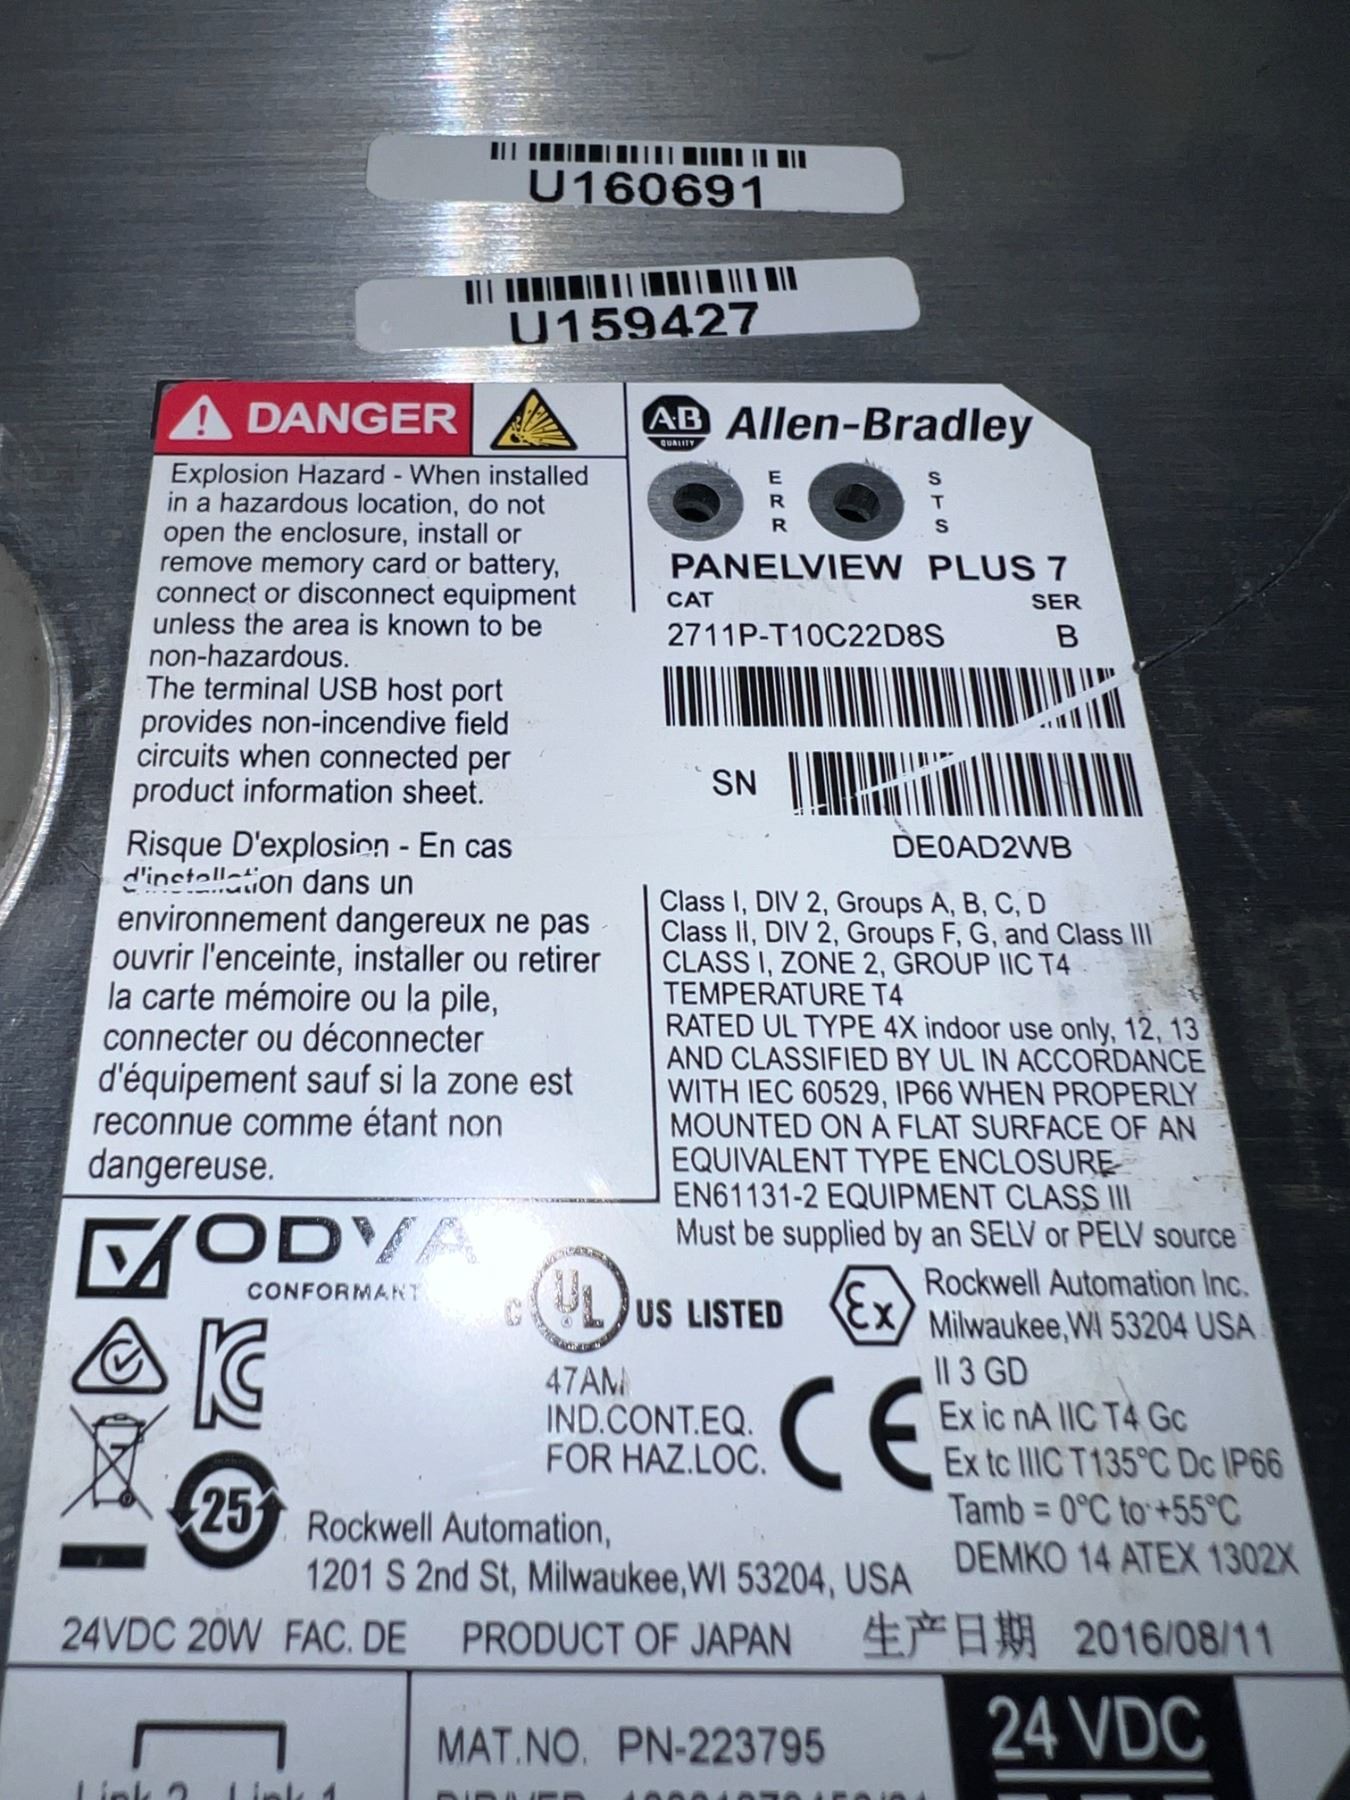 U160691
U159427
DANGER
Explosion Hazard - When installed
in a hazardous location, do not
open the enclosure, install or
remove memory card or battery,
connect or disconnect equipment
unless the area is known to be
non-hazardous.
The terminal USB host port
provides non-incendive field
circuits when connected per
product information sheet.
Risque D'explosion - En cas
d'installation dans un
environnement dangereux ne pas
ouvrir l'enceinte, installer ou retirer
la carte mémoire ou la pile,
connecter ou déconnecter
d'équipement sauf si la zone est
reconnue comme étant non
dangereuse.
A-B
QUALITY
Allen-Bradley
ERR
STS
PANELVIEW PLUS 7
CAT SER
2711P-T10C22D8S B
SN
DE0AD2WB
Class I, DIV 2, Groups A, B, C, D
Class II, DIV 2, Groups F, G, and Class III
CLASS I, ZONE 2, GROUP IIC T4
TEMPERATURE T4
RATED UL TYPE 4X indoor use only, 12, 13
AND CLASSIFIED BY UL IN ACCORDANCE
WITH IEC 60529, IP66 WHEN PROPERLY
MOUNTED ON A FLAT SURFACE OF AN
EQUIVALENT TYPE ENCLOSURE
EN61131-2 EQUIPMENT CLASS III
Must be supplied by an SELV or PELV source
ODVA
CONFORMANT
C UL US LISTED
47AM
IND.CONT.EQ.
FOR HAZ.LOC.
CE
Ex
Rockwell Automation Inc.
Milwaukee,WI 53204 USA
II 3 GD
Ex ic nA IIC T4 Gc
Ex tc IIIC T135°C Dc IP66
Tamb = 0°C to +55°C
DEMKO 14 ATEX 1302X
KC
25
Rockwell Automation,
1201 S 2nd St, Milwaukee,WI 53204, USA
24VDC 20W FAC. DE PRODUCT OF JAPAN 生产日期 2016/08/11
MAT.NO. PN-223795
24 VDC
Link 2 Link 1